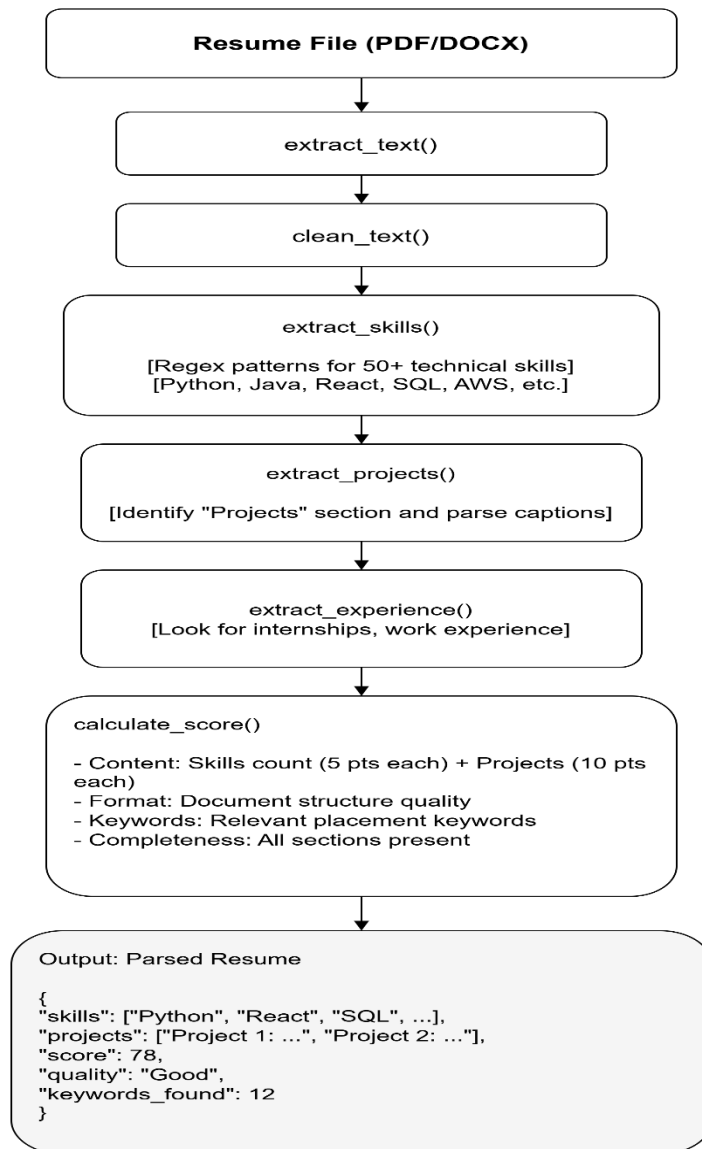 Resume File (PDF/DOCX)
extract_text()
clean_text()
extract_skills()
[Regex patterns for 50+ technical skills]
[Python, Java, React, SQL, AWS, etc.]
extract_projects()
[Identify "Projects" section and parse captions]
extract_experience()
[Look for internships, work experience]
calculate_score()
- Content: Skills count (5 pts each) + Projects (10 pts
each)
- Format: Document structure quality
- Keywords: Relevant placement keywords
- Completeness: All sections present
Output: Parsed Resume
{
"skills": ["Python", "React", "SQL", ...],
"projects": ["Project 1: ...", "Project 2: ..."],
"score": 78,
"quality": "Good",
"keywords_found": 12
}